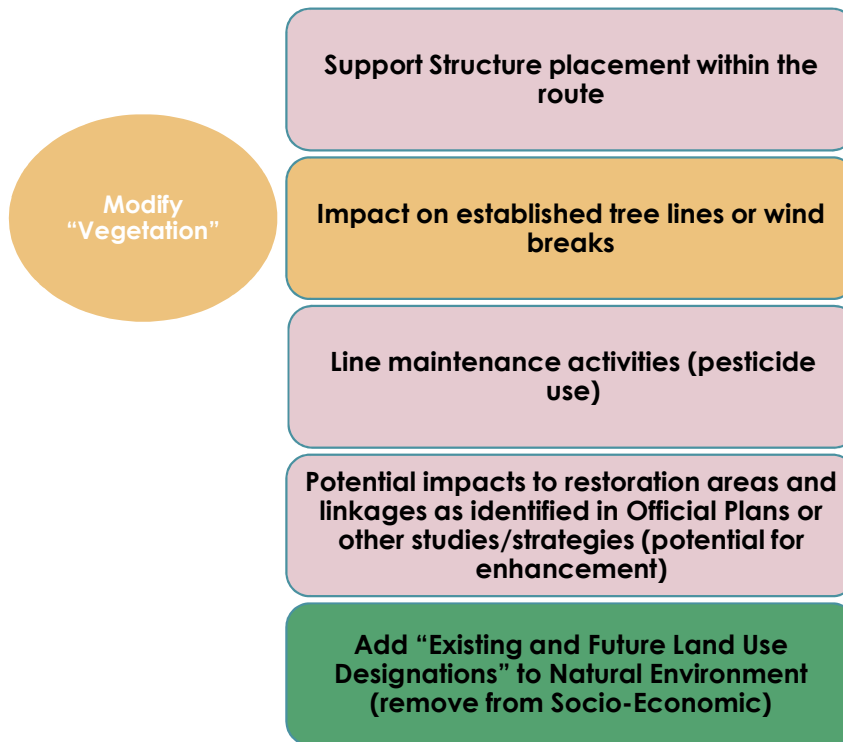 Support Structure placement within the
route
Modify
“Vegetation”
Impact on established tree lines or wind
breaks
Line maintenance activities (pesticide
use)
Potential impacts to restoration areas and
linkages as identified in Official Plans or
other studies/strategies (potential for
enhancement)
Add “Existing and Future Land Use
Designations” to Natural Environment
(remove from Socio-Economic)